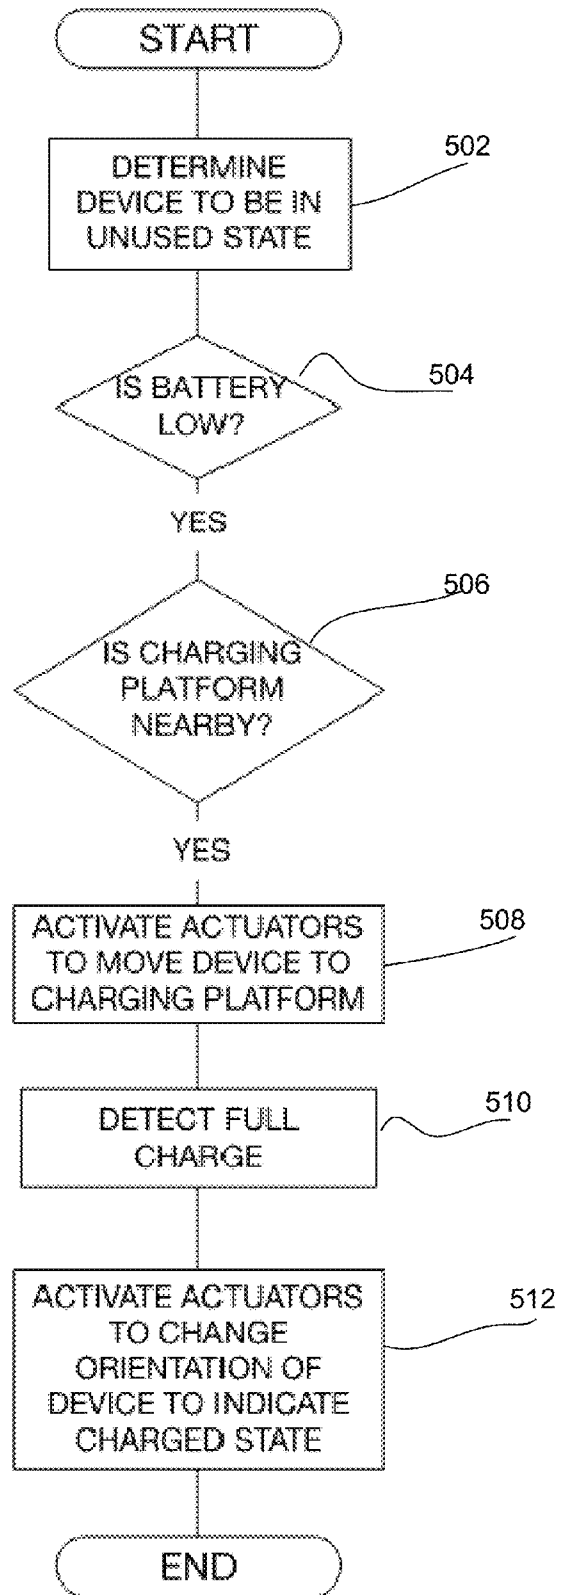 START
502
DETERMINE
DEVICE TO BE IN
UNUSED STATE
504
IS BATTERY
LOW?
YES
506
IS CHARGING
PLATFORM
NEARBY?
YES
508
ACTIVATE ACTUATORS
TO MOVE DEVICE TO
CHARGING PLATFORM
510
DETECT FULL
CHARGE
512
ACTIVATE ACTUATORS
TO CHANGE
ORIENTATION OF
DEVICE TO INDICATE
CHARGED STATE
END